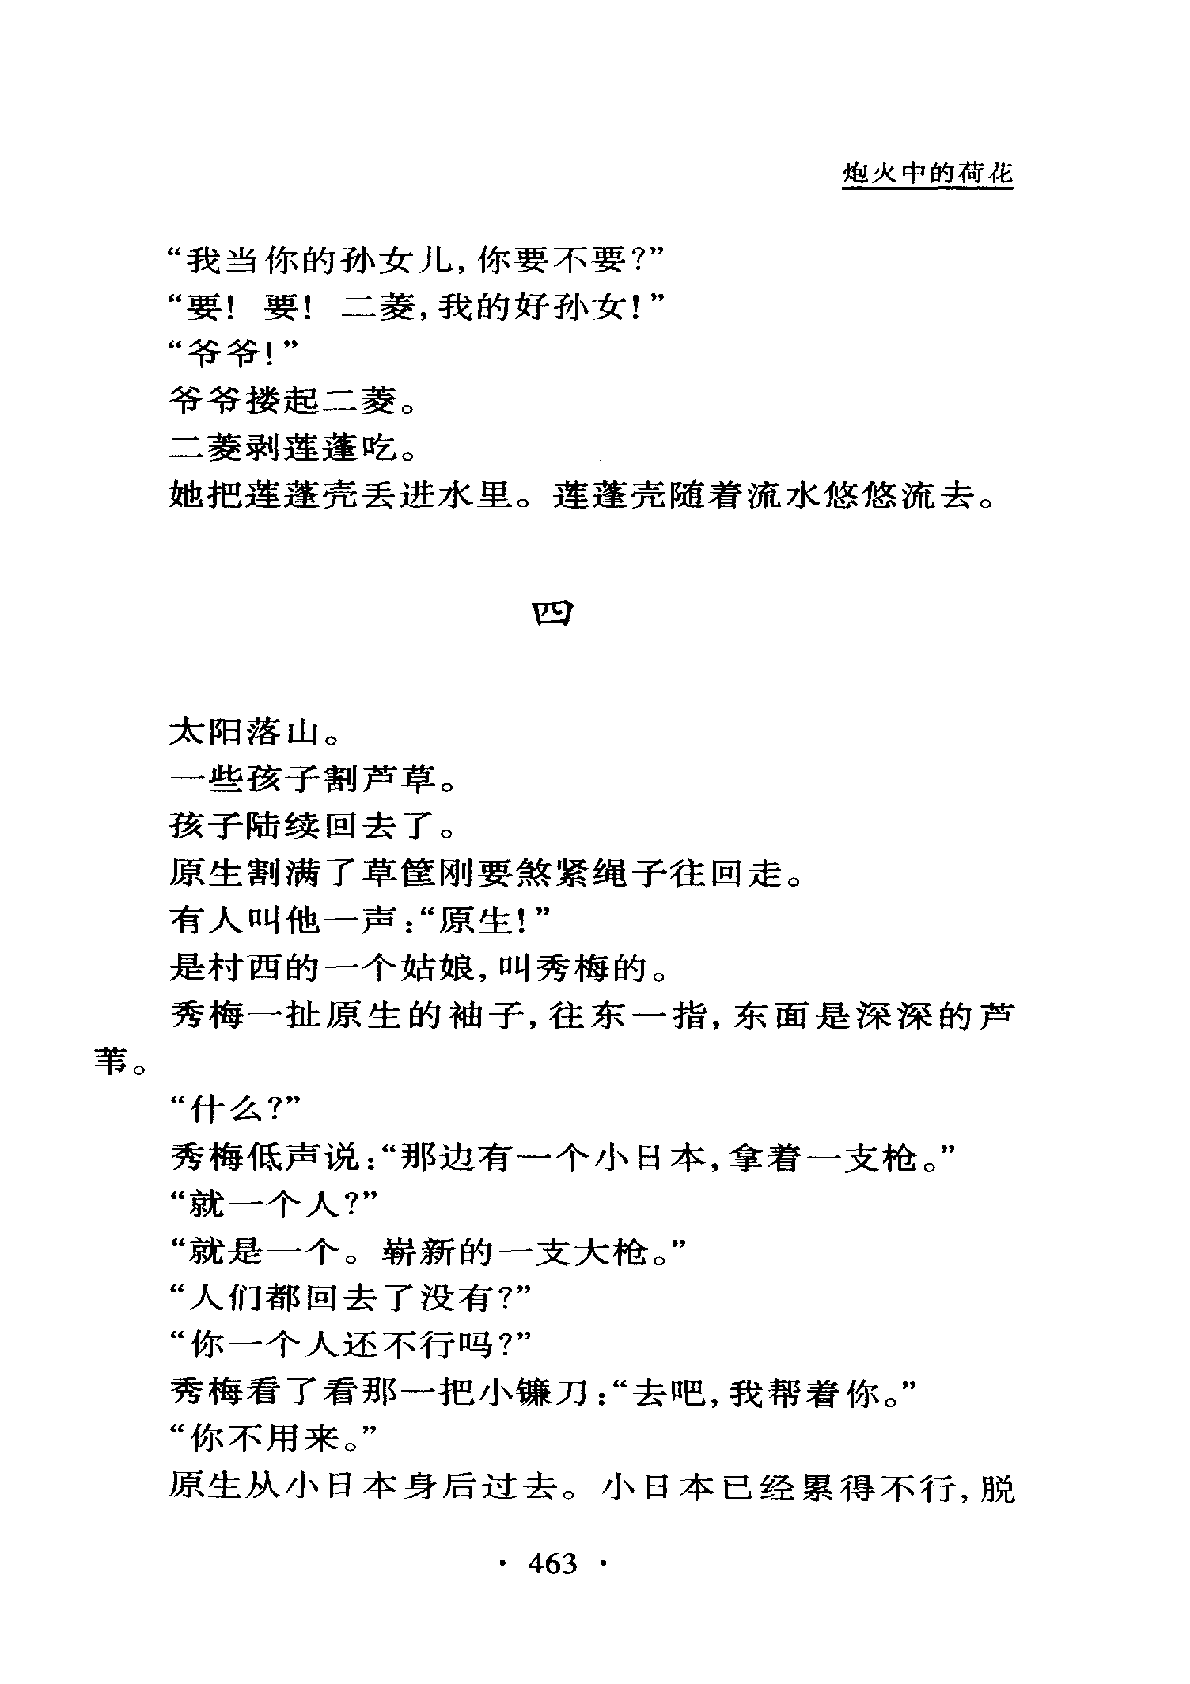 炮火中的荷花
“我当你的孙女儿,你要不要?”
“要! 要! 二菱,我的好孙女!”
“爷爷!”
爷爷搂起二菱。
二菱剥莲蓬吃。
她把莲蓬壳丢进水里。莲蓬壳随着流水悠悠流去。
四
太阳落山。
一些孩子割芦草。
孩子陆续回去了。
原生割满了草筐刚要煞紧绳子往回走。
有人叫他一声:“原生!”
是村西的一个姑娘,叫秀梅的。
秀梅一扯原生的袖子,往东一指,东面是深深的芦
苇。
“什么?”
秀梅低声说:“那边有一个小日本,拿着一支枪。”
“就一个人?”
“就是一个。崭新的一支大枪。”
“人们都回去了没有?”
“你一个人还不行吗?”
秀梅看了看那一把小镰刀:“去吧,我帮着你。”
“你不用来。”
原生从小日本身后过去。小日本已经累得不行,脱
· 463 ·